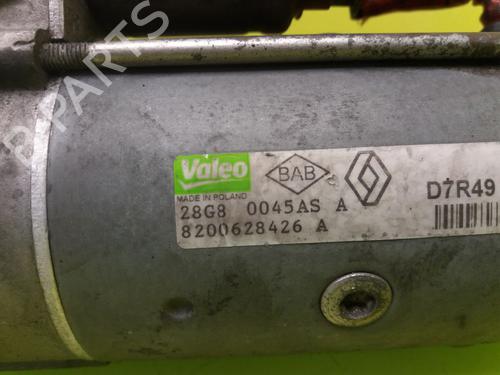 B-PARTS
Valeo
BAB
D7R49
MADE IN POLAND
28G8 0045AS A
8200628426 A